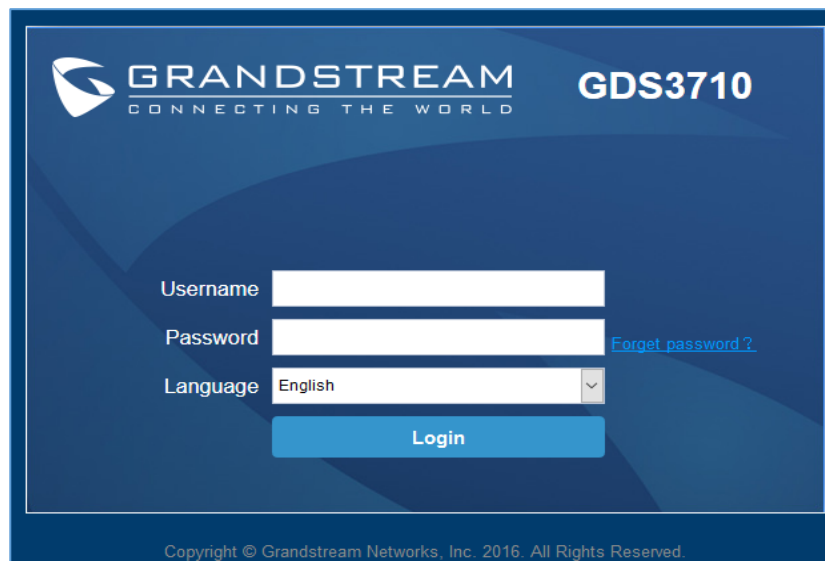 GRANDSTREAM
CONNECTING THE WORLD
GDS3710
Username
Password
Forget password？
Language
English
Login
Copyright © Grandstream Networks, Inc. 2016. All Rights Reserved.